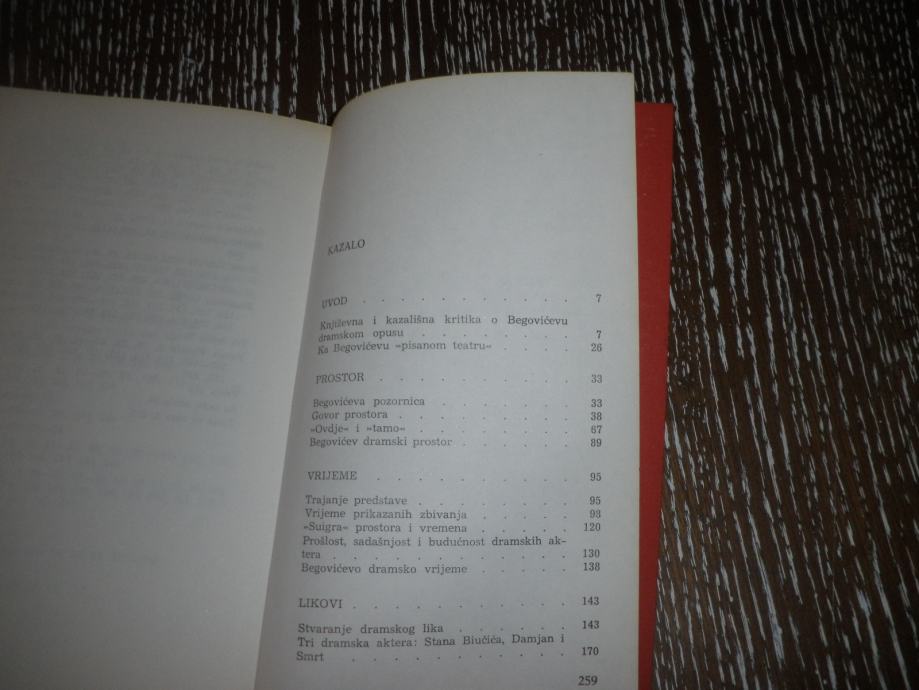 KAZALO
UVOD . . . . . . . . . . . 7
Književna i kazališna kritika o Begovićevu
dramskom opusu . . . . . . . 7
Ka Begovićevu »pisanom teatru« . . . . 26
PROSTOR . . . . . . . . . . 33
Begovićeva pozornica . . . . . . . 33
Govor prostora . . . . . . . . . 38
»Ovdje« i »tamo« . . . . . . . . 67
Begovićev dramski prostor . . . . . . 89
VRIJEME . . . . . . . . . . 95
Trajanje predstave . . . . . . . . 95
Vrijeme prikazanih zbivanja . . . . . . 98
»Suigra« prostora i vremena . . . . . . 120
Prošlost, sadašnjost i budućnost dramskih ak-
tera . . . . . . . . . . . 130
Begovićevo dramsko vrijeme . . . . . . 138
LIKOVI . . . . . . . . . . . 143
Stvaranje dramskog lika . . . . . . . 143
Tri dramska aktera: Stana Biučića, Damjan i
Smrt . . . . . . . . . . . 170
259